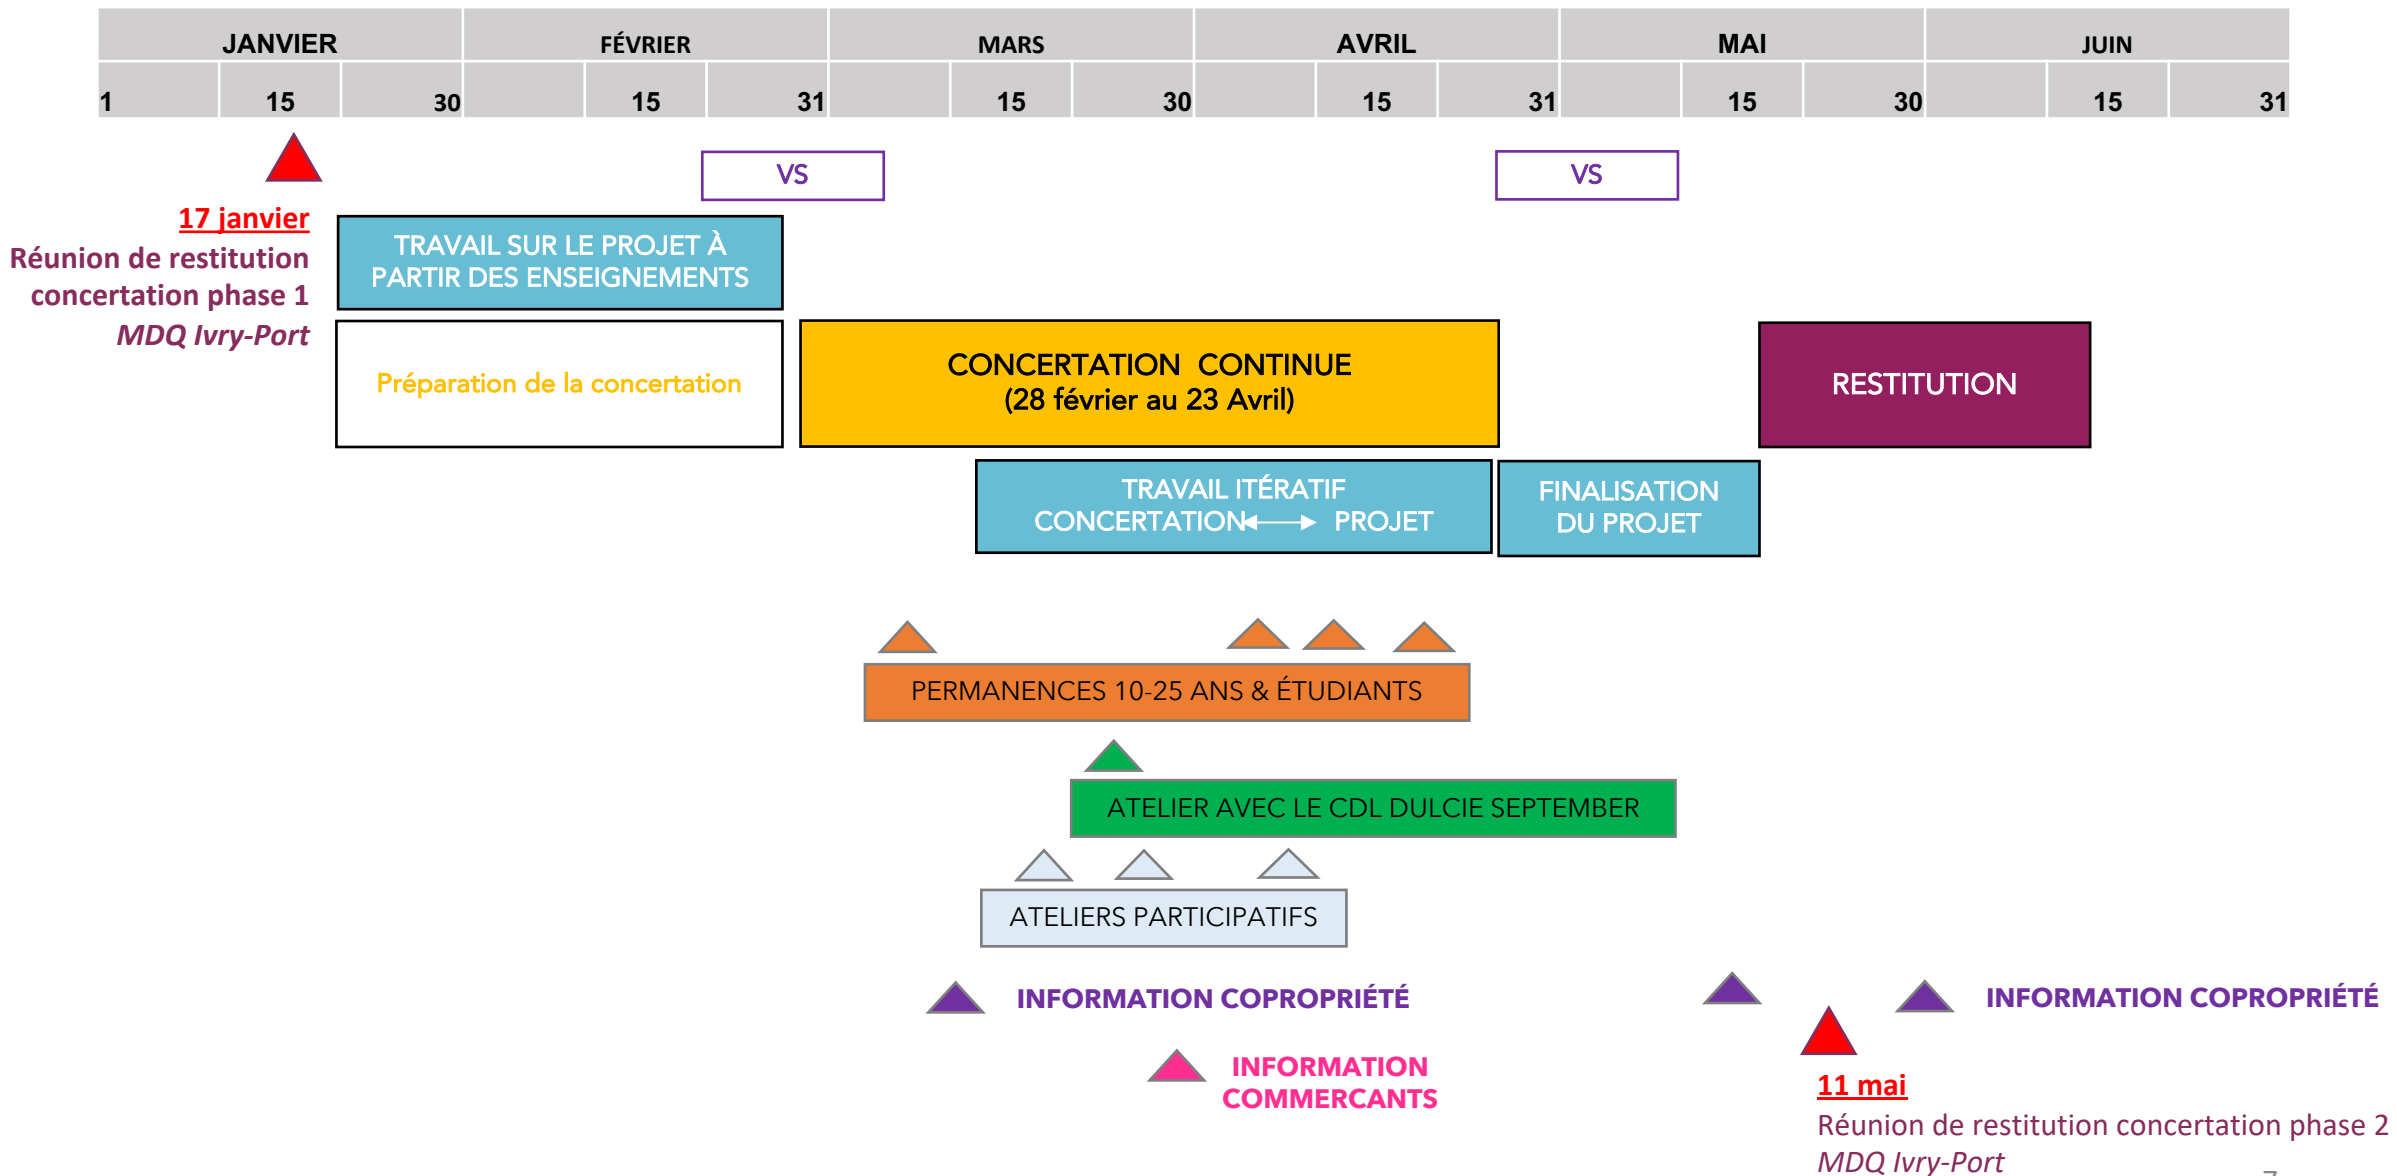 JANVIER FÉVRIER MARS AVRIL MAI JUIN
1 15 30 15 31 15 30 15 31 15 30 15 31
VS VS
17 janvier
Réunion de restitution
concertation phase 1
MDQ Ivry-Port
TRAVAIL SUR LE PROJET À
PARTIR DES ENSEIGNEMENTS
Préparation de la concertation
CONCERTATION CONTINUE
(28 février au 23 Avril)
RESTITUTION
TRAVAIL ITÉRATIF
CONCERTATION PROJET
FINALISATION
DU PROJET
PERMANENCES 10-25 ANS & ÉTUDIANTS
ATELIER AVEC LE CDL DULCIE SEPTEMBER
ATELIERS PARTICIPATIFS
INFORMATION COPROPRIÉTÉ
INFORMATION COPROPRIÉTÉ
INFORMATION
COMMERCANTS
11 mai
Réunion de restitution concertation phase 2
MDQ Ivry-Port